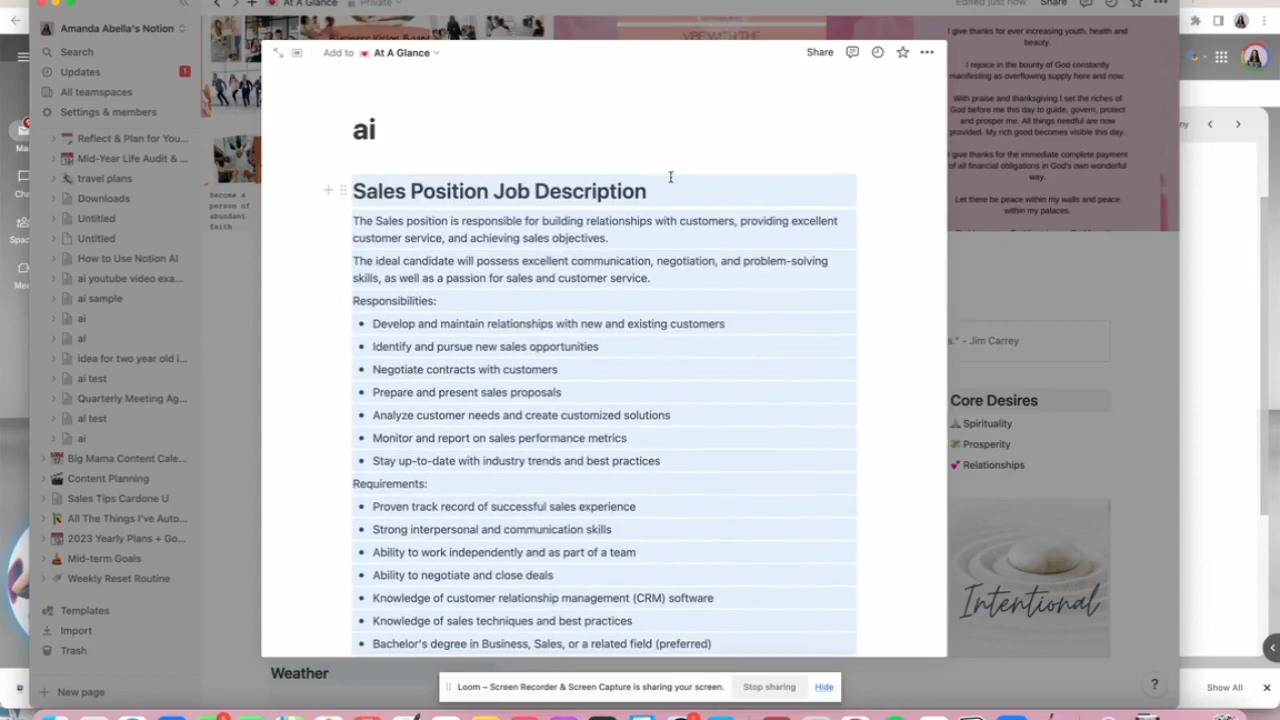 At A Glance
Private
Edited just now
Share
Amanda Abella's Notion
Search
Updates
1
All teamspaces
Settings & members
Reflect & Plan for You...
Mid-Year Life Audit & ...
travel plans
Downloads
Untitled
Untitled
How to Use Notion AI
ai youtube video exa...
ai sample
ai
ai
idea for two year old i...
ai test
Quarterly Meeting Ag...
ai test
ai
Big Mama Content Cale...
Content Planning
Sales Tips Cardone U
All The Things I've Auto...
2023 Yearly Plans + Go...
Mid-term Goals
Weekly Reset Routine
Templates
Import
Trash
New page
Business Vision Board
VIBE WITH THE
become a
person of
abundant
faith
Add to
At A Glance
Share
ai
Sales Position Job Description
The Sales position is responsible for building relationships with customers, providing excellent
customer service, and achieving sales objectives.
The ideal candidate will possess excellent communication, negotiation, and problem-solving
skills, as well as a passion for sales and customer service.
Responsibilities:
• Develop and maintain relationships with new and existing customers
• Identify and pursue new sales opportunities
• Negotiate contracts with customers
• Prepare and present sales proposals
• Analyze customer needs and create customized solutions
• Monitor and report on sales performance metrics
• Stay up-to-date with industry trends and best practices
Requirements:
• Proven track record of successful sales experience
• Strong interpersonal and communication skills
• Ability to work independently and as part of a team
• Ability to negotiate and close deals
• Knowledge of customer relationship management (CRM) software
• Knowledge of sales techniques and best practices
• Bachelor's degree in Business, Sales, or a related field (preferred)
Weather
I give thanks for ever increasing youth, health and
beauty.
I rejoice in the bounty of God constantly
manifesting as overflowing supply here and now.
With praise and thanksgiving I set the riches of
God before me this day to guide, govern, protect
and prosper me. All things needful are now
provided. My rich good becomes visible this day.
I give thanks for the immediate complete payment
of all financial obligations in God's own wonderful
way.
Let there be peace within my walls and peace
within my palaces.
s." - Jim Carrey
Core Desires
Spirituality
Prosperity
Relationships
Intentional
Loom – Screen Recorder & Screen Capture is sharing your screen.
Stop sharing
Hide
?
Show All